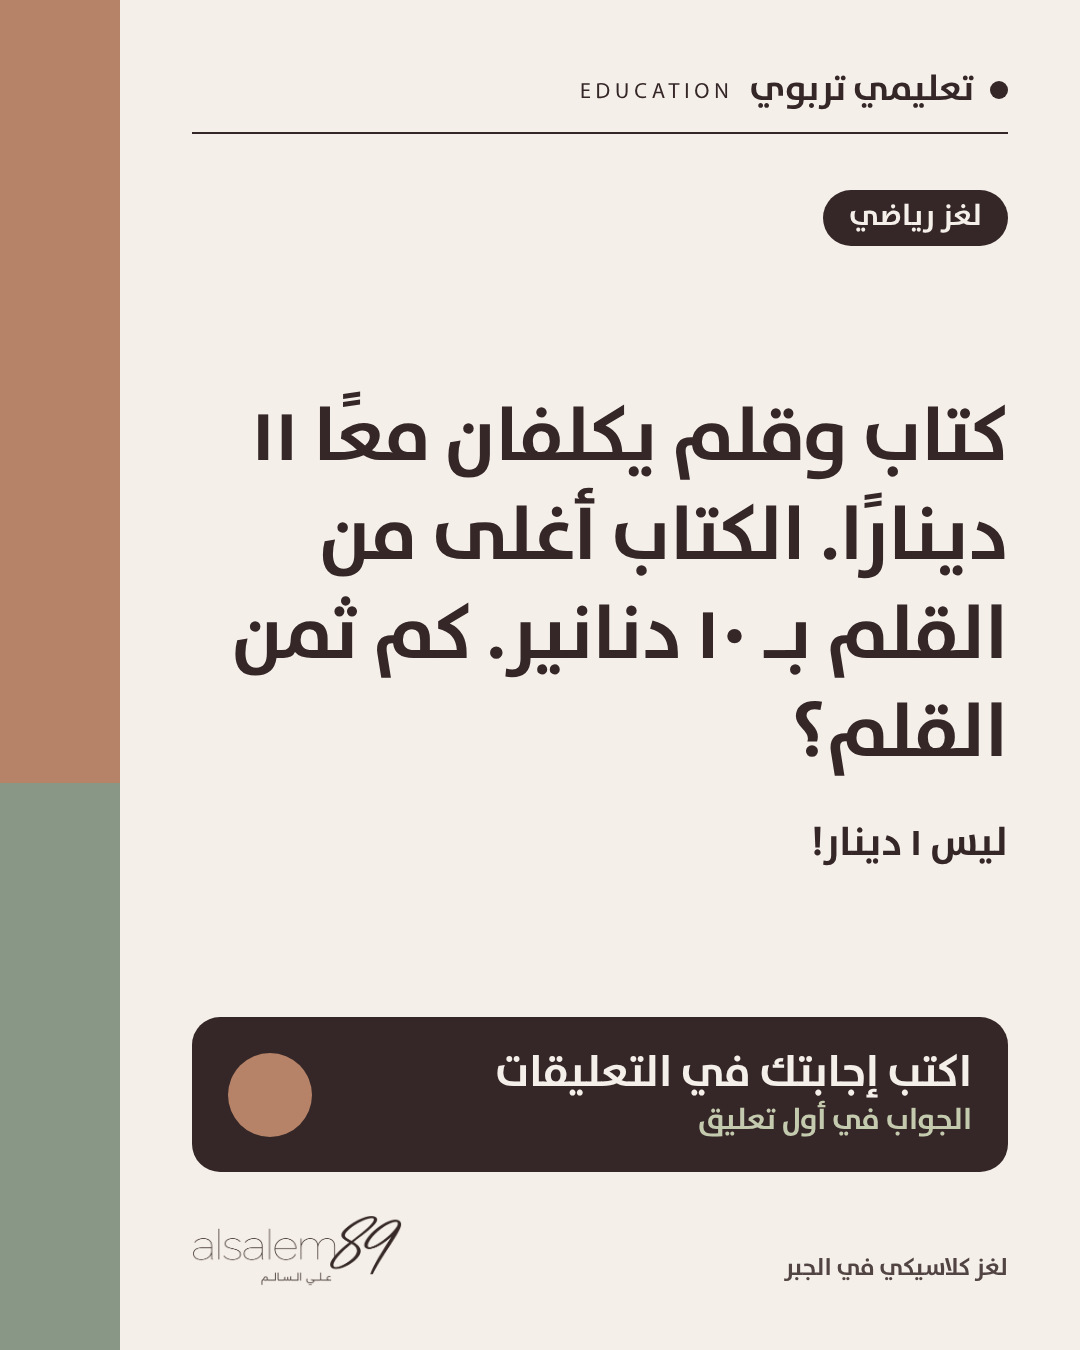 تعليمي تربوي EDUCATION
لغز رياضي
كتاب وقلم يكلفان معًا ١١
دينارًا. الكتاب أغلى من
القلم بـ ١٠ دنانير. كم ثمن
القلم؟
ليس ١ دينار!
اكتب إجابتك في التعليقات
الجواب في أول تعليق
لغز كلاسيكي في الجبر
alsalem89
علي السالم